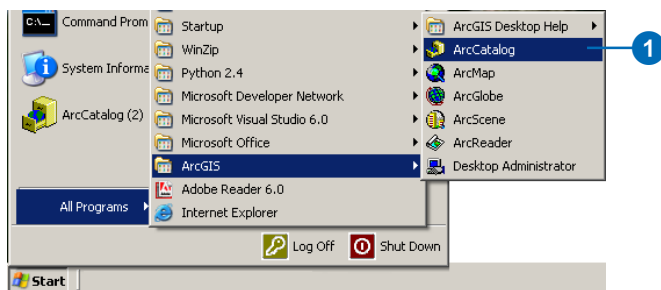 C:\_
Command Prom
System Informa
ArcCatalog (2)
All Programs
Startup
WinZip
Python 2.4
Microsoft Developer Network
Microsoft Visual Studio 6.0
Microsoft Office
ArcGIS
Adobe Reader 6.0
Internet Explorer
ArcGIS Desktop Help
ArcCatalog
ArcMap
ArcGlobe
ArcScene
ArcReader
Desktop Administrator
1
Log Off
Shut Down
Start